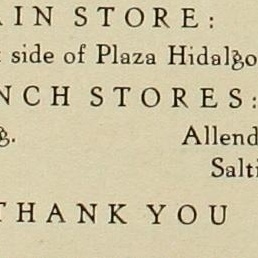 AIN STORE:
side of Plaza Hidalgo
NCH STORES:
g. Allend
Salti
THANK YOU